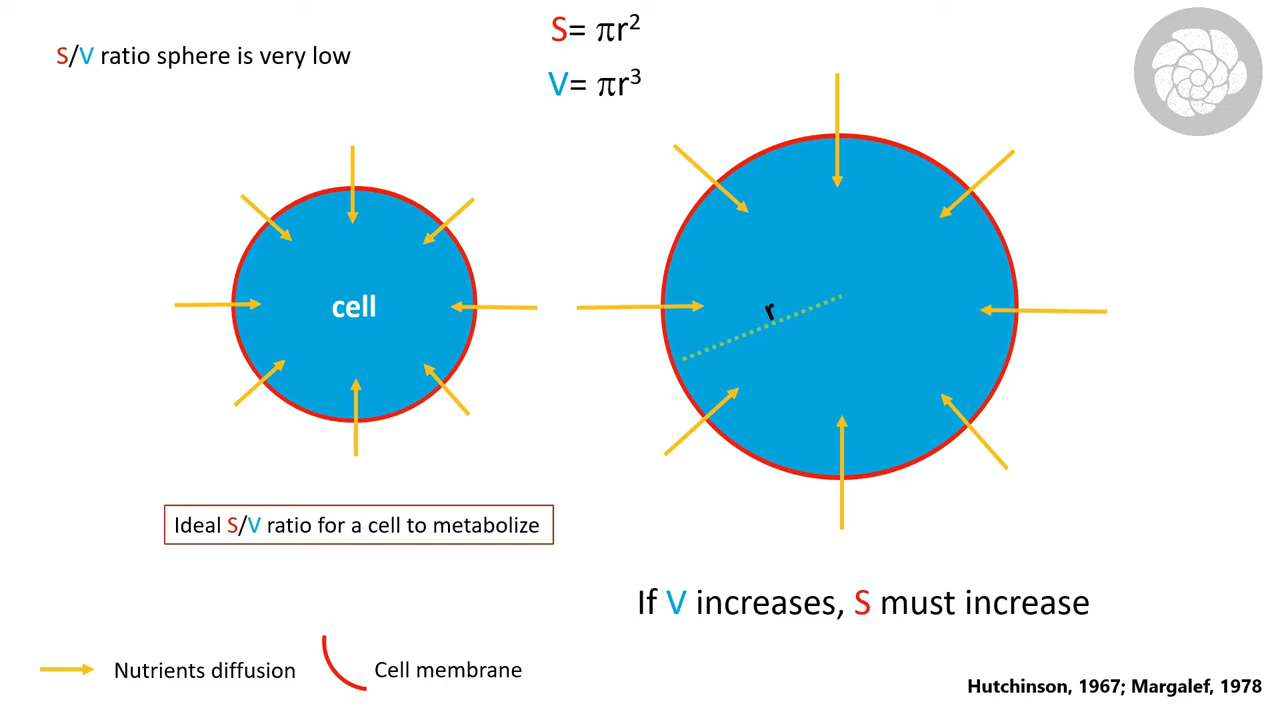 S= πr²
S/V ratio sphere is very low
V= πr³
cell
r
Ideal S/V ratio for a cell to metabolize
If V increases, S must increase
Nutrients diffusion
Cell membrane
Hutchinson, 1967; Margalef, 1978